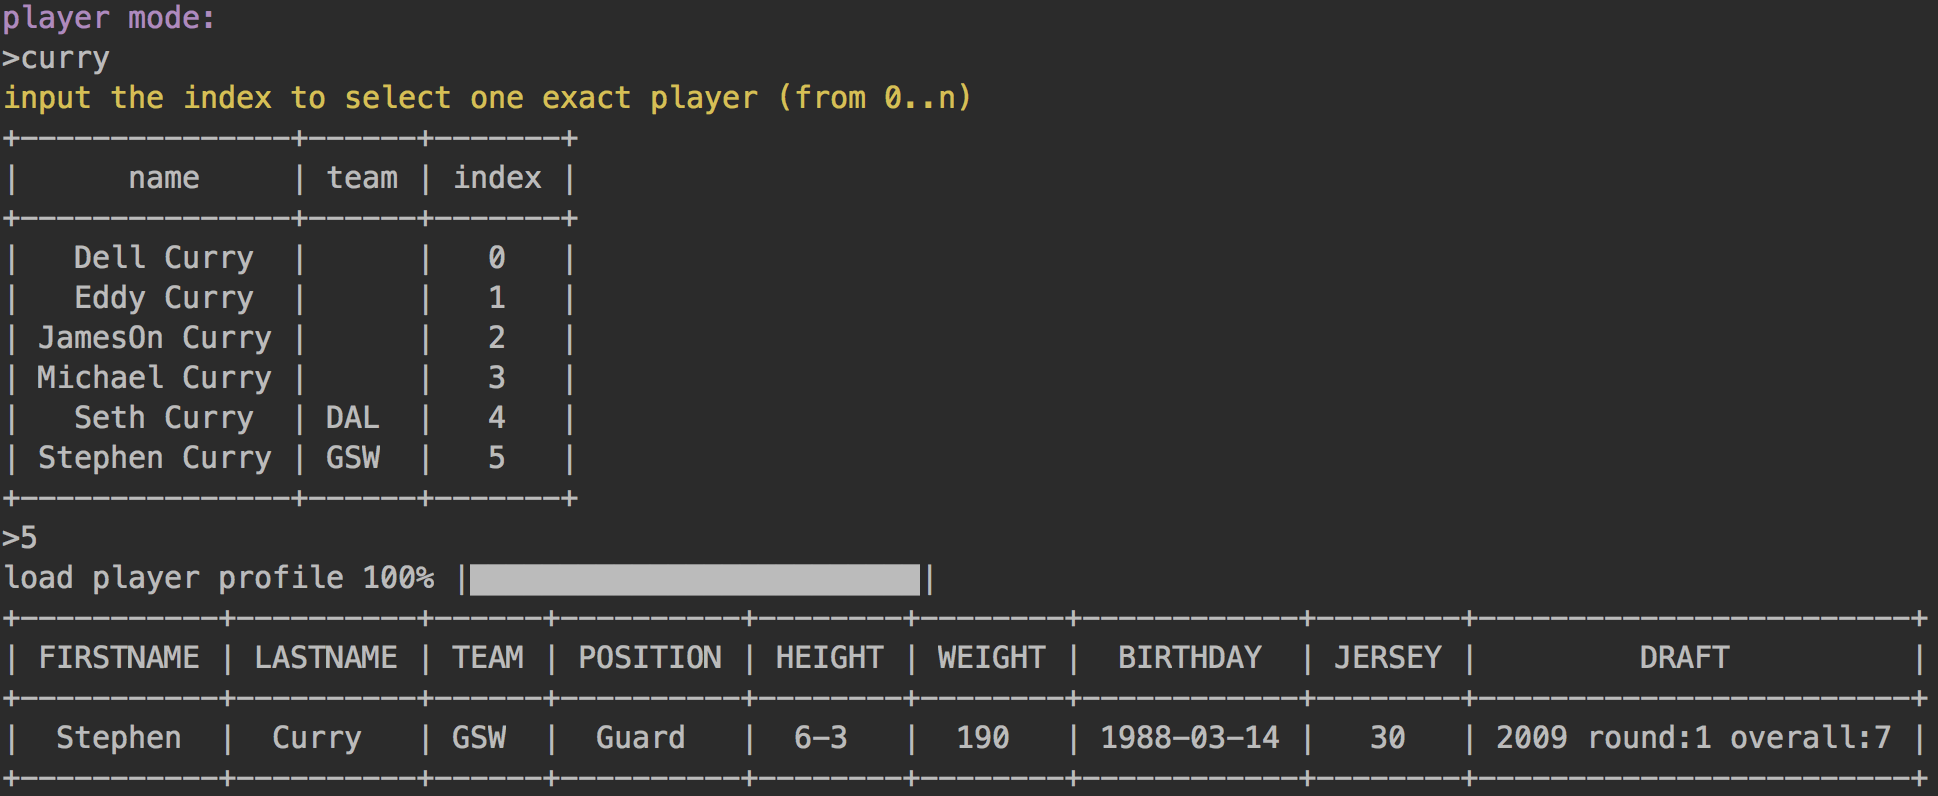 player mode:
>curry
input the index to select one exact player (from 0..n)
+---------------+------+-------+
|      name     | team | index |
+---------------+------+-------+
|   Dell Curry  |      |   0   |
|   Eddy Curry  |      |   1   |
| JamesOn Curry |      |   2   |
| Michael Curry |      |   3   |
|   Seth Curry  | DAL  |   4   |
| Stephen Curry | GSW  |   5   |
+---------------+------+-------+
>5
load player profile 100% |█████████████████████████|
+-----------+----------+------+----------+--------+--------+------------+--------+------------------------+
| FIRSTNAME | LASTNAME | TEAM | POSITION | HEIGHT | WEIGHT |  BIRTHDAY  | JERSEY |         DRAFT          |
+-----------+----------+------+----------+--------+--------+------------+--------+------------------------+
|  Stephen  |  Curry   | GSW  |  Guard   |  6-3   |  190   | 1988-03-14 |   30   | 2009 round:1 overall:7 |
+-----------+----------+------+----------+--------+--------+------------+--------+------------------------+